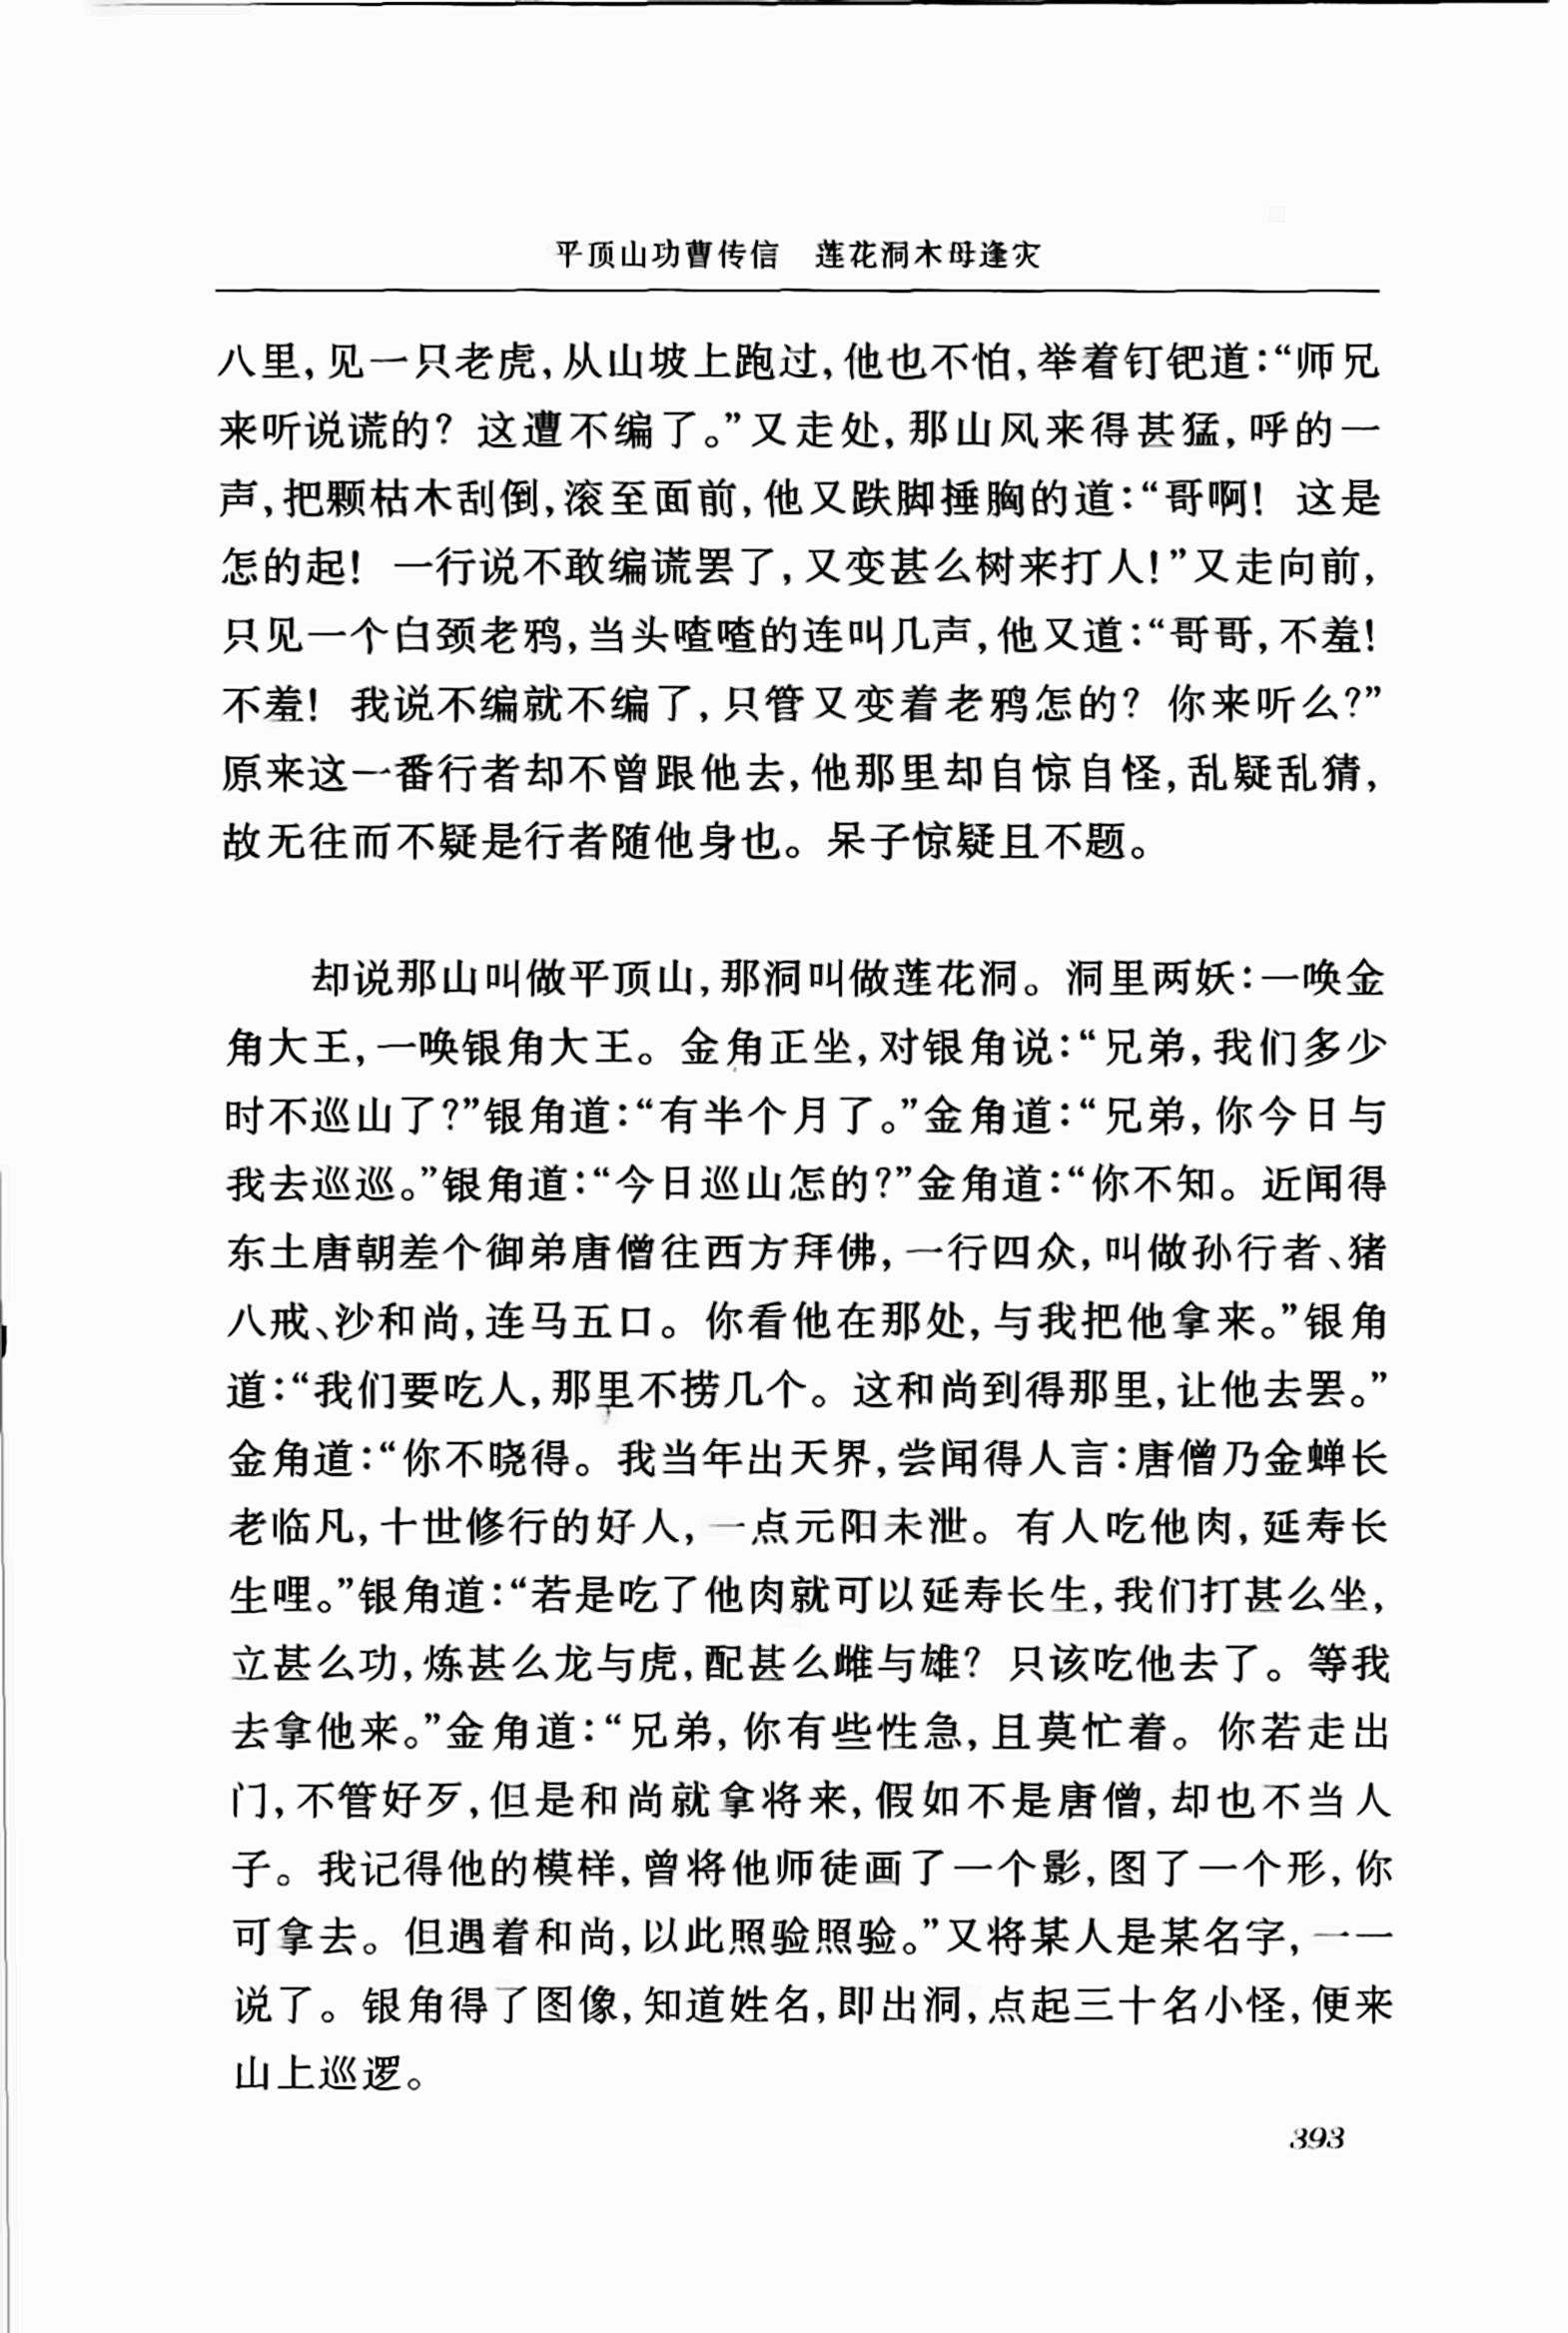 平顶山功曹传信　莲花洞木母逢灾
八里,见一只老虎,从山坡上跑过,他也不怕,举着钉钯道:“师兄
来听说谎的? 这遭不编了。”又走处,那山风来得甚猛,呼的一
声,把颗枯木刮倒,滚至面前,他又跌脚捶胸的道:“哥啊! 这是
怎的起! 一行说不敢编谎罢了,又变甚么树来打人!”又走向前,
只见一个白颈老鸦,当头喳喳的连叫几声,他又道:“哥哥,不羞!
不羞! 我说不编就不编了,只管又变着老鸦怎的? 你来听么?”
原来这一番行者却不曾跟他去,他那里却自惊自怪,乱疑乱猜,
故无往而不疑是行者随他身也。呆子惊疑且不题。
却说那山叫做平顶山,那洞叫做莲花洞。洞里两妖:一唤金
角大王,一唤银角大王。金角正坐,对银角说:“兄弟,我们多少
时不巡山了?”银角道:“有半个月了。”金角道:“兄弟,你今日与
我去巡巡。”银角道:“今日巡山怎的?”金角道:“你不知。近闻得
东土唐朝差个御弟唐僧往西方拜佛,一行四众,叫做孙行者、猪
八戒、沙和尚,连马五口。你看他在那处,与我把他拿来。”银角
道:“我们要吃人,那里不捞几个。这和尚到得那里,让他去罢。”
金角道:“你不晓得。我当年出天界,尝闻得人言:唐僧乃金蝉长
老临凡,十世修行的好人,一点元阳未泄。有人吃他肉,延寿长
生哩。”银角道:“若是吃了他肉就可以延寿长生,我们打甚么坐,
立甚么功,炼甚么龙与虎,配甚么雌与雄? 只该吃他去了。等我
去拿他来。”金角道:“兄弟,你有些性急,且莫忙着。你若走出
门,不管好歹,但是和尚就拿将来,假如不是唐僧,却也不当人
子。我记得他的模样,曾将他师徒画了一个影,图了一个形,你
可拿去。但遇着和尚,以此照验照验。”又将某人是某名字,一一
说了。银角得了图像,知道姓名,即出洞,点起三十名小怪,便来
山上巡逻。
393